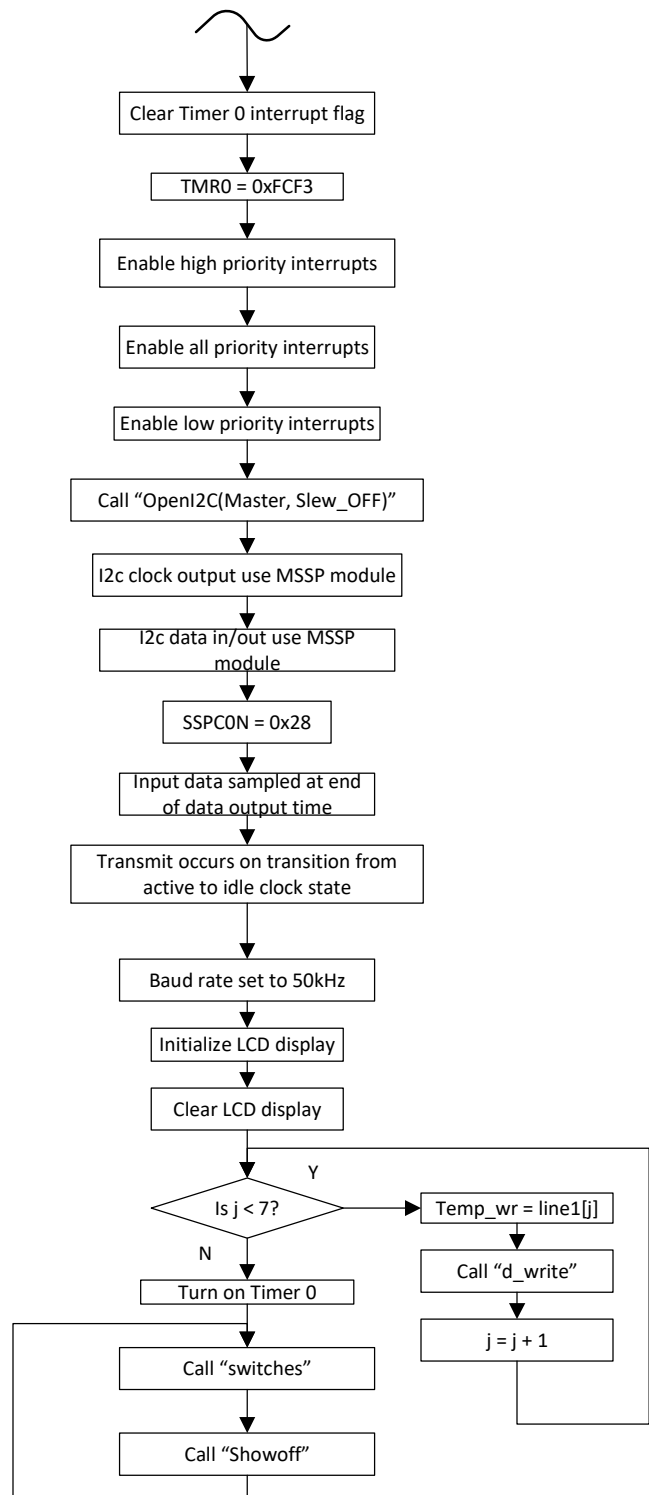 Clear Timer 0 interrupt flag
TMR0 = 0xFCF3
Enable high priority interrupts
Enable all priority interrupts
Enable low priority interrupts
Call “OpenI2C(Master, Slew_OFF)”
I2c clock output use MSSP module
I2c data in/out use MSSP
module
SSPC0N = 0x28
Input data sampled at end
of data output time
Transmit occurs on transition from
active to idle clock state
Baud rate set to 50kHz
Initialize LCD display
Clear LCD display
Y
Is j < 7?
Temp_wr = line1[j]
N
Call “d_write”
Turn on Timer 0
j = j + 1
Call “switches”
Call “Showoff”